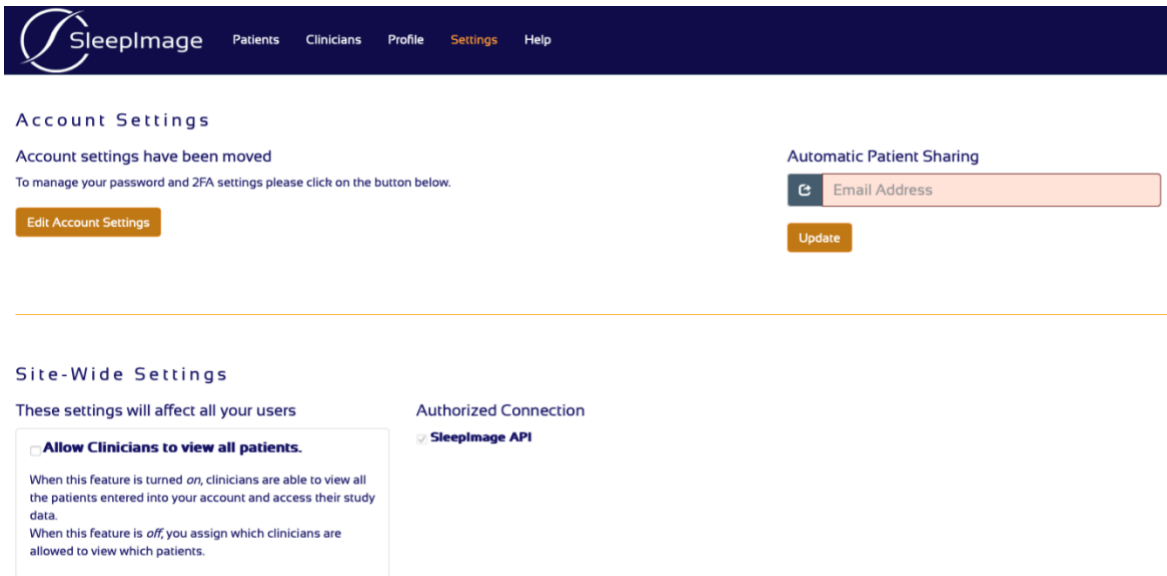 SleepImage
Patients Clinicians Profile Settings Help
Account Settings
Account settings have been moved
To manage your password and 2FA settings please click on the button below.
Edit Account Settings
Automatic Patient Sharing
Email Address
Update
Site-Wide Settings
These settings will affect all your users
Allow Clinicians to view all patients.
When this feature is turned on, clinicians are able to view all
the patients entered into your account and access their study
data.
When this feature is off, you assign which clinicians are
allowed to view which patients.
Authorized Connection
SleepImage API